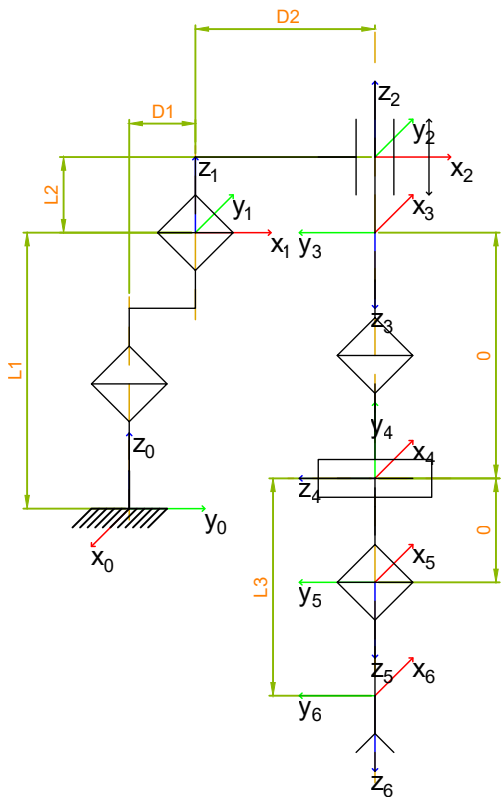 D2
z₂
D1
y₂
L2
z₁
x₂
y₁
x₃
x₁
y₃
z₃
L1
0
y₄
z₀
x₄
z₄
y₀
x₀
0
x₅
L3
y₅
z₅
x₆
y₆
z₆